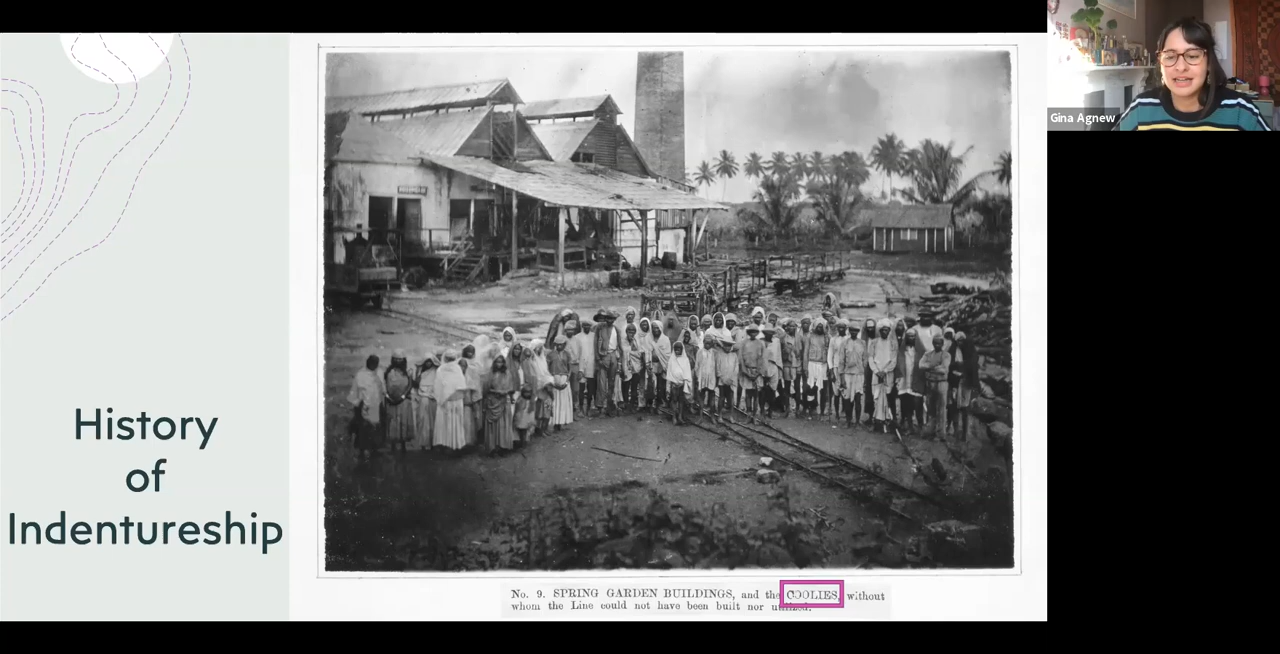 Gina Agnew
History
of
Indentureship
No. 9. SPRING GARDEN BUILDINGS, and the COOLIES, without
whom the Line could not have been built nor utilized.